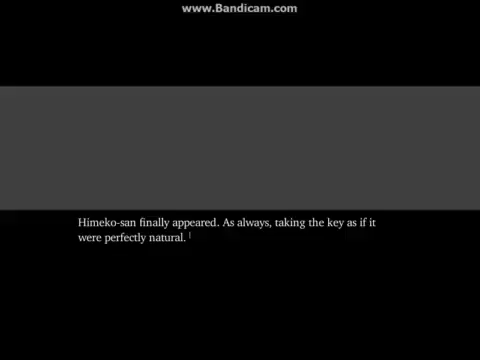 www.Bandicam.com
Himeko-san finally appeared. As always, taking the key as if it
were perfectly natural.